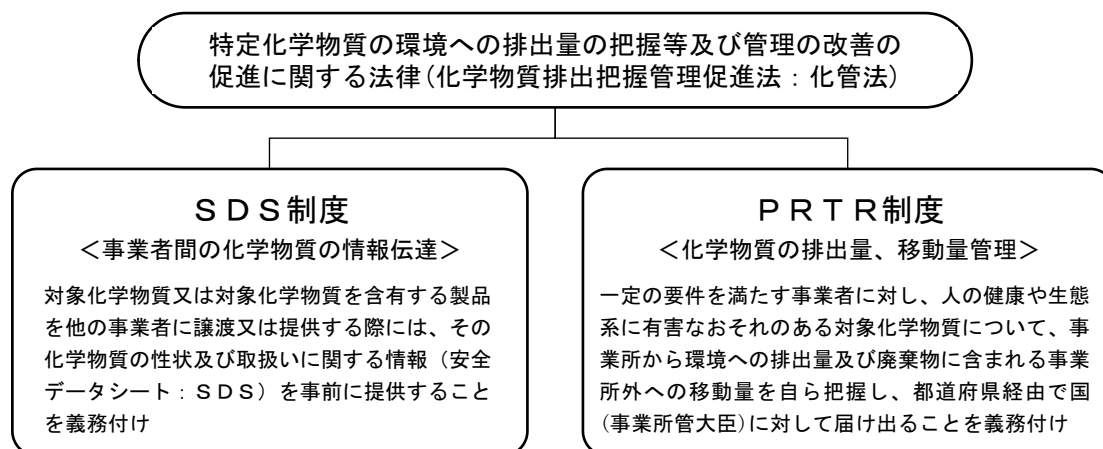 特定化学物質の環境への排出量の把握等及び管理の改善の
促進に関する法律(化学物質排出把握管理促進法：化管法)
ＳＤＳ制度
＜事業者間の化学物質の情報伝達＞
対象化学物質又は対象化学物質を含有する製品
を他の事業者に譲渡又は提供する際には、その
化学物質の性状及び取扱いに関する情報（安全
データシート：ＳＤＳ）を事前に提供すること
を義務付け
ＰＲＴＲ制度
＜化学物質の排出量、移動量管理＞
一定の要件を満たす事業者に対し、人の健康や生態
系に有害なおそれのある対象化学物質について、事
業所から環境への排出量及び廃棄物に含まれる事業
所外への移動量を自ら把握し、都道府県経由で国
(事業所管大臣)に対して届け出ることを義務付け